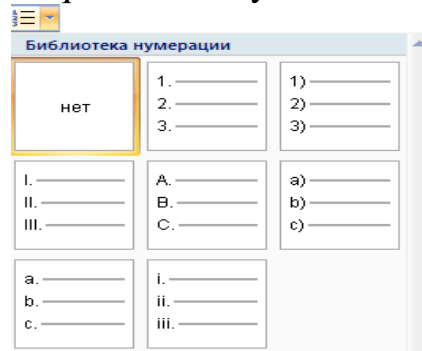 Библиотека нумерации
нет
1.
2.
3.
1)
2)
3)
I.
II.
III.
A.
B.
C.
a)
b)
c)
a.
b.
c.
i.
ii.
iii.